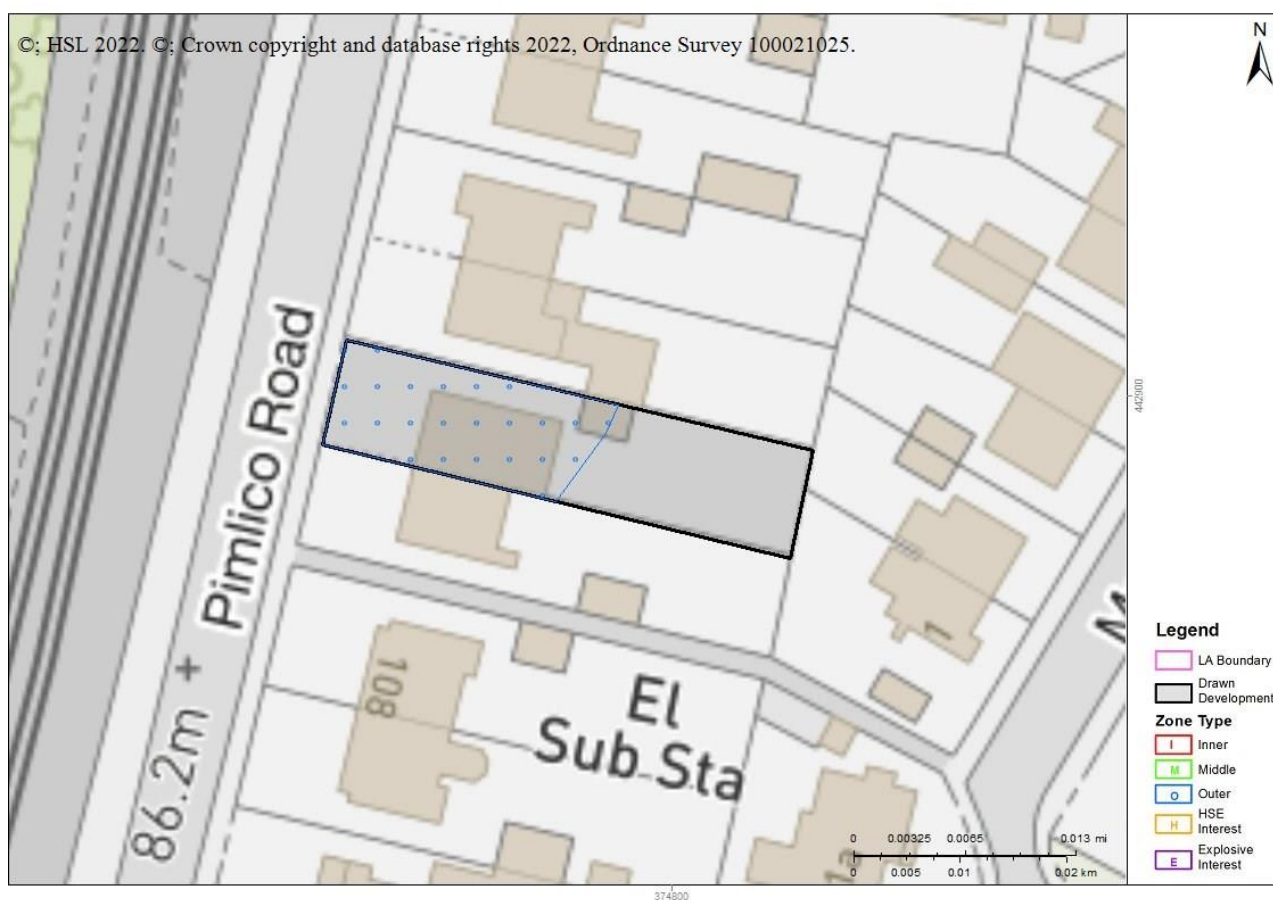 ©; HSL 2022. ©; Crown copyright and database rights 2022, Ordnance Survey 100021025.
N
Pimlico Road
442900
1
108
El
Sub Sta
86.2m +
Legend
LA Boundary
Drawn
Development
Zone Type
I Inner
M Middle
O Outer
H HSE
Interest
E Explosive
Interest
0 0.00325 0.0065 0.013 mi
0 0.005 0.01 0.02 km
374800